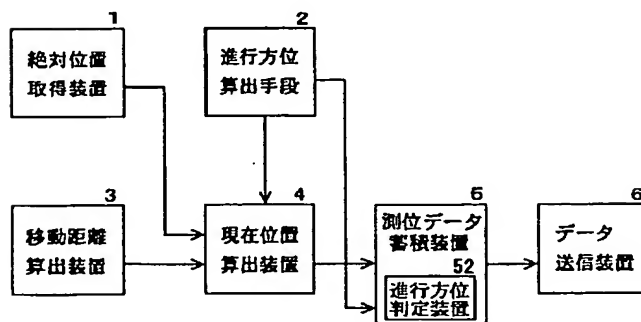 1
絶対位置
取得装置
2
進行方位
算出手段
3
移動距離
算出装置
4
現在位置
算出装置
5
測位データ
蓄積装置
52
進行方位
判定装置
6
データ
送信装置